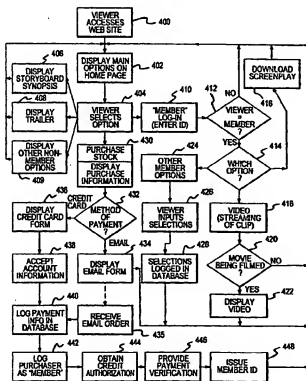 VIEWER
ACCESSES
WEB SITE
400
DISPLAY MAIN
OPTIONS ON
HOME PAGE
402
406
DISPLAY
STORYBOARD
SYNOPSIS
408
DISPLAY
TRAILER
DISPLAY
OTHER NON-
MEMBER OPTIONS
409
404
VIEWER
SELECTS
OPTION
410
"MEMBER"
LOG-IN
(ENTER ID)
412
NO
VIEWER
A
MEMBER
?
YES
DOWNLOAD
SCREENPLAY
416
414
WHICH
OPTION
?
424
OTHER
MEMBER
OPTIONS
426
VIEWER
INPUTS
SELECTIONS
428
SELECTIONS
LOGGED IN
DATABASE
418
VIDEO
(STREAMING
OF CLIP)
420
MOVIE
BEING FILMED
?
NO
YES
422
DISPLAY
VIDEO
430
PURCHASE
STOCK
DISPLAY
PURCHASE
INFORMATION
432
METHOD
OF
PAYMENT
?
CREDIT
CARD
EMAIL
434
DISPLAY
EMAIL FORM
RECEIVE
EMAIL ORDER
435
436
DISPLAY
CREDIT CARD
FORM
438
ACCEPT
ACCOUNT
INFORMATION
440
LOG PAYMENT
INFO IN
DATABASE
442
LOG
PURCHASER
AS "MEMBER"
444
OBTAIN
CREDIT
AUTHORIZATION
446
PROVIDE
PAYMENT
VERIFICATION
448
ISSUE
MEMBER ID